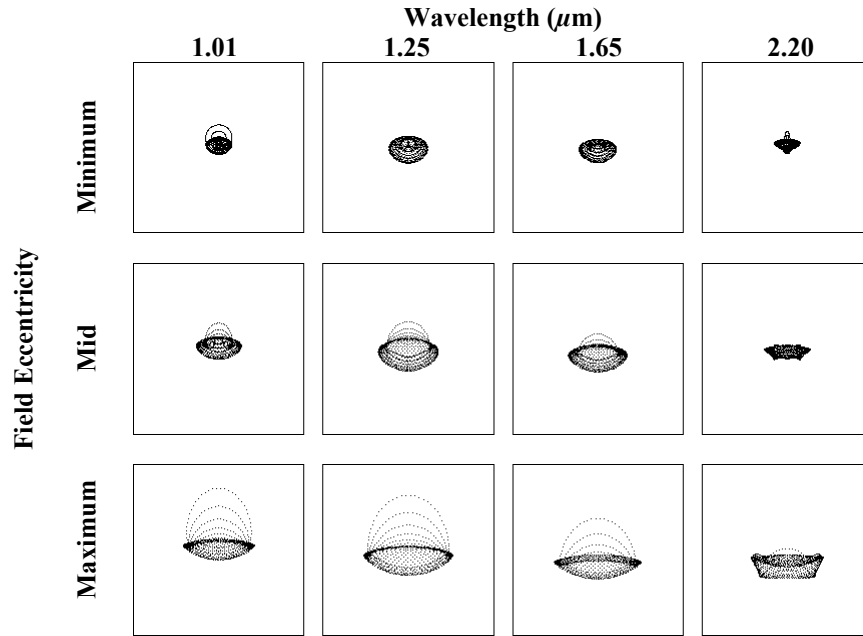 Wavelength (µm)
1.01 1.25 1.65 2.20
Minimum
Field Eccentricity
Mid
Maximum